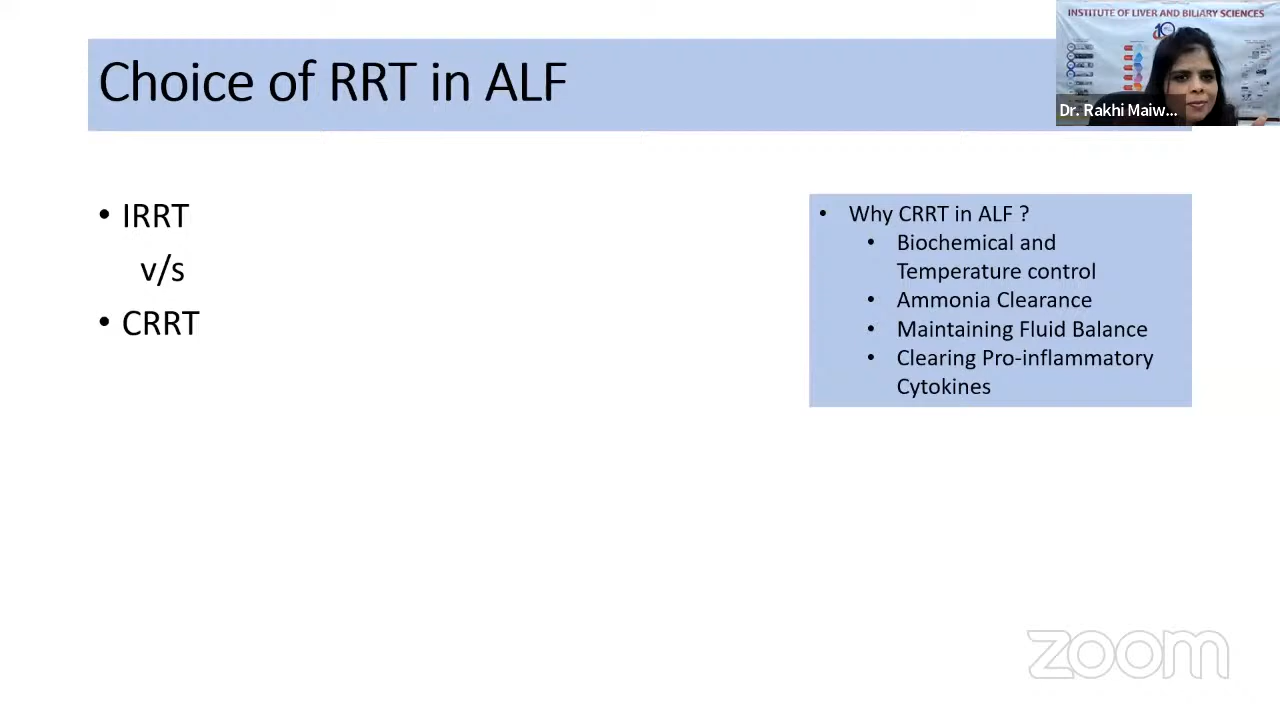 INSTITUTE OF LIVER AND BILIARY SCIENCES
Dr. Rakhi Maiw...
Choice of RRT in ALF
• IRRT
v/s
• CRRT
• Why CRRT in ALF ?
• Biochemical and
Temperature control
• Ammonia Clearance
• Maintaining Fluid Balance
• Clearing Pro-inflammatory
Cytokines
zoom